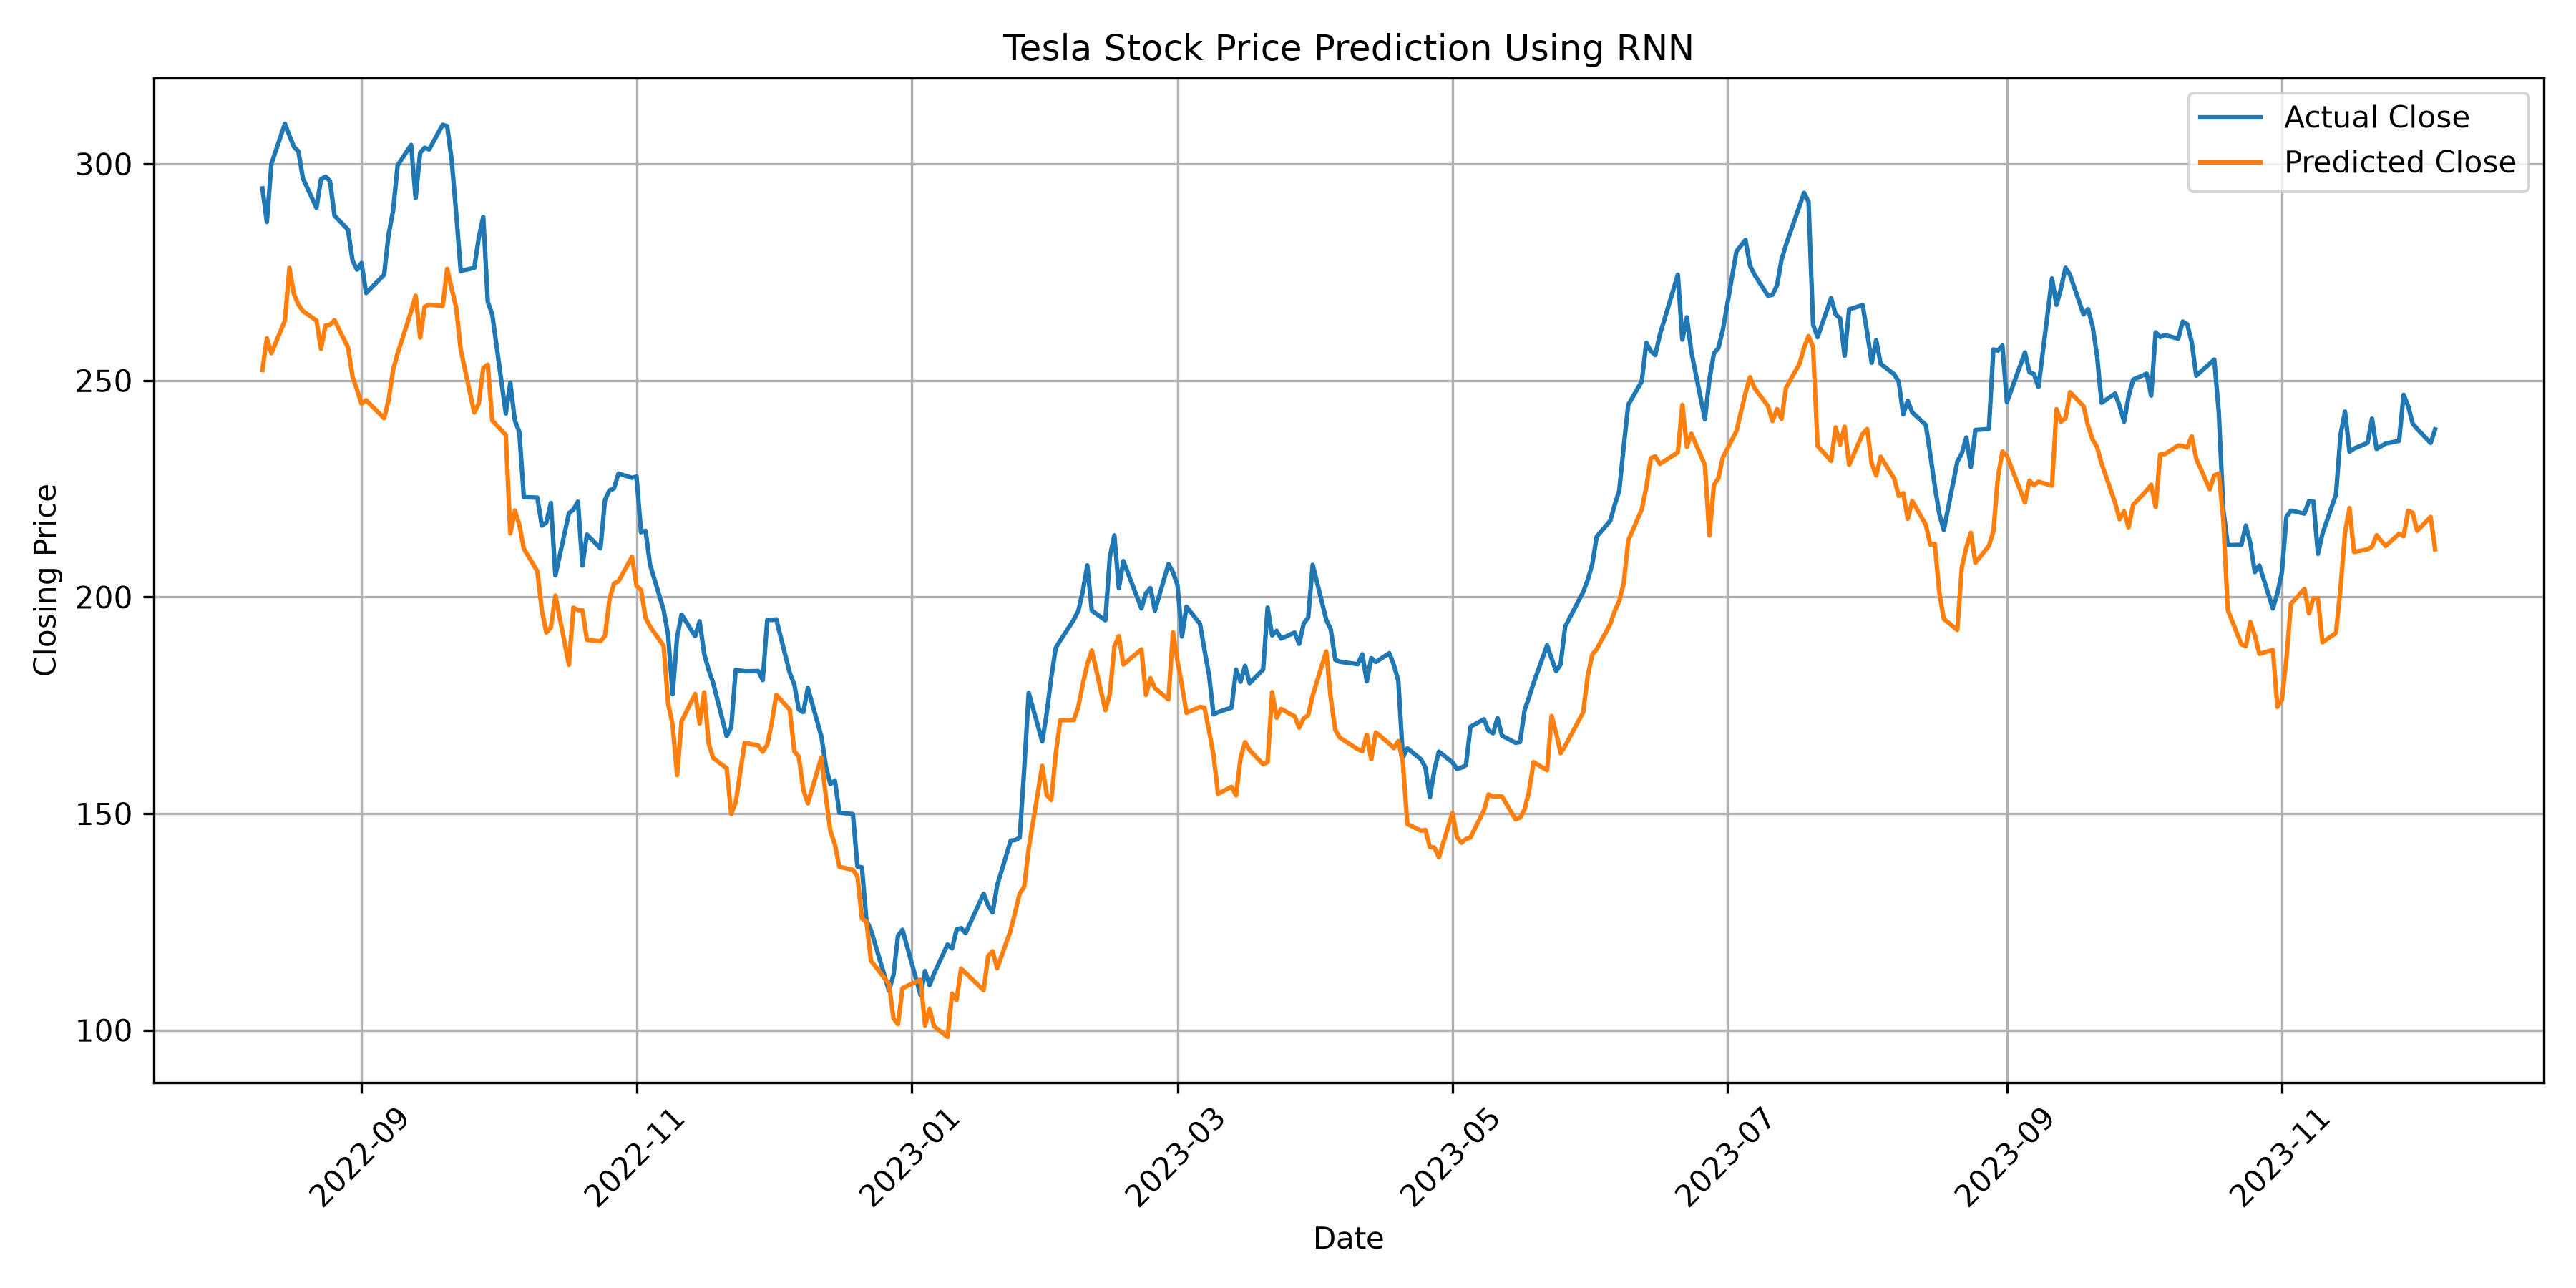 Tesla Stock Price Prediction Using RNN
Actual Close
Predicted Close
Closing Price
300
250
200
150
100
2022-09
2022-11
2023-01
2023-03
2023-05
2023-07
2023-09
2023-11
Date